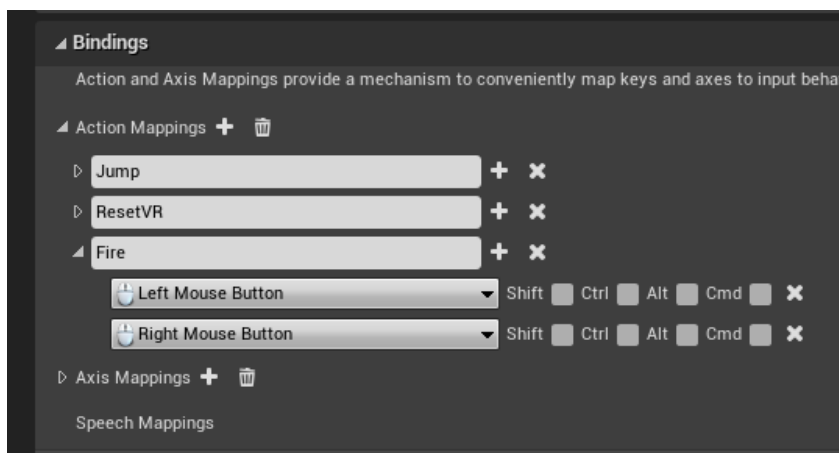 Bindings
Action and Axis Mappings provide a mechanism to conveniently map keys and axes to input beha
Action Mappings
Jump
ResetVR
Fire
Left Mouse Button Shift Ctrl Alt Cmd
Right Mouse Button Shift Ctrl Alt Cmd
Axis Mappings
Speech Mappings